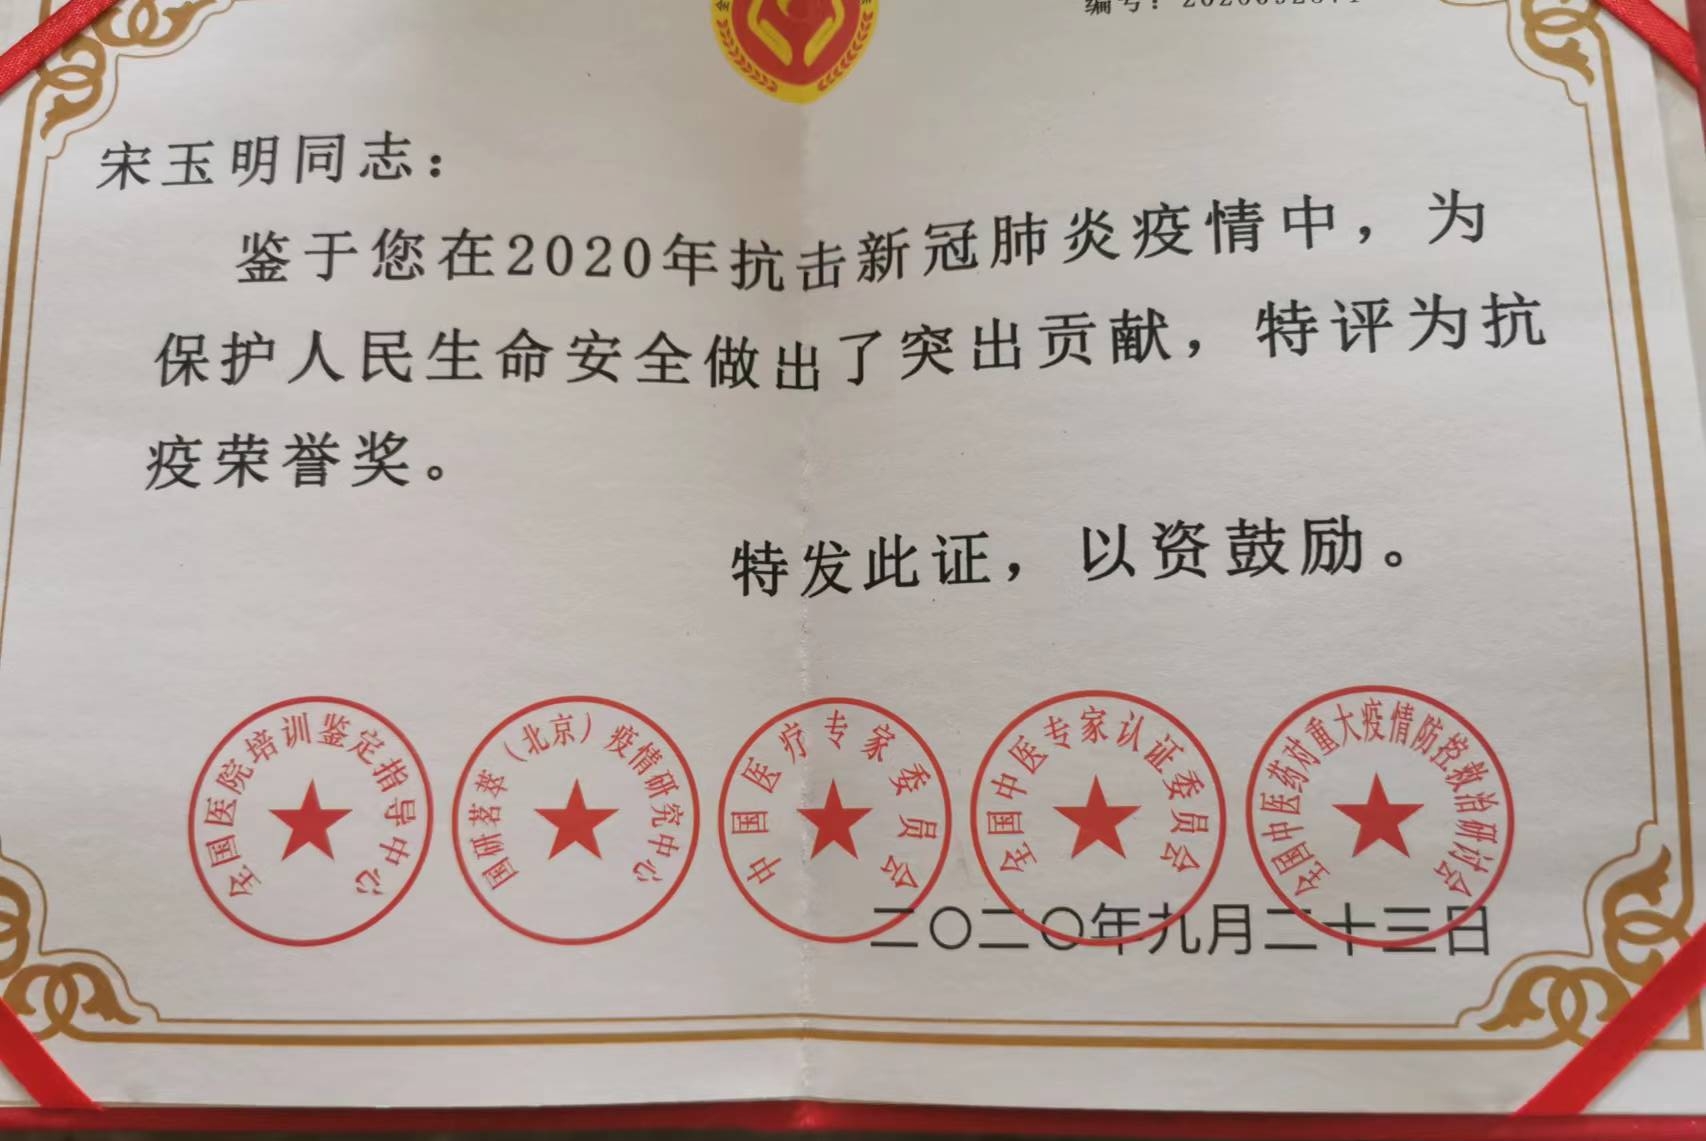 宋玉明同志：
鉴于您在2020年抗击新冠肺炎疫情中，为
保护人民生命安全做出了突出贡献，特评为抗
疫荣誉奖。
特发此证，以资鼓励。
全国医院培训鉴定指导中心
国研茗萃（北京）疫情研究中心
中国医疗专家委员会
全国中医专家认证委员会
全国中医药对重大疫情防控救治研讨会
二〇二〇年九月二十三日